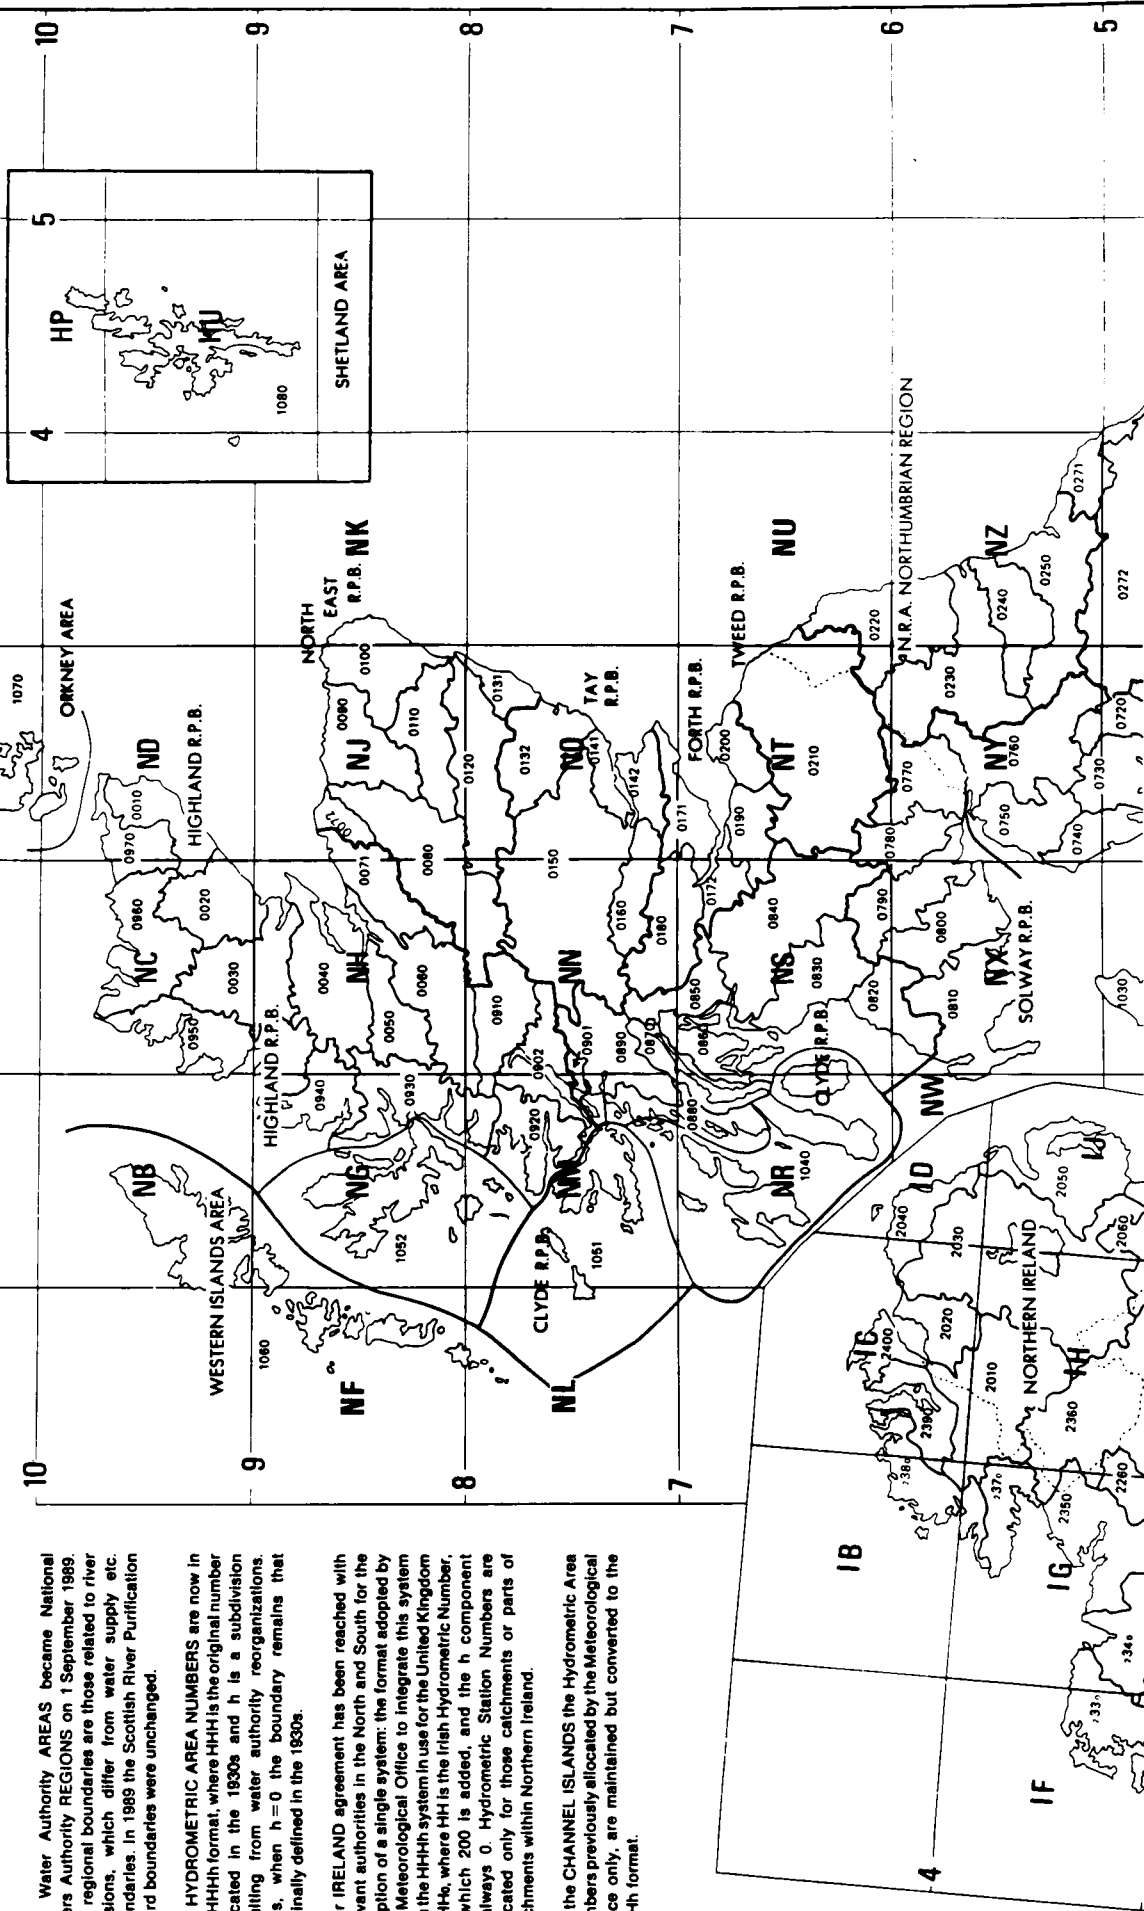 Water Authority AREAS became National
ers Authority REGIONS on 1 September 1989.
regional boundaries are those related to river
sions, which differ from water supply etc.
ndaries. In 1989 the Scottish River Purification
rd boundaries were unchanged.
HYDROMETRIC AREA NUMBERS are now in
HHHh format, where HHH is the original number
cated in the 1930s and h is a subdivision
ulting from water authority reorganizations.
s, when h=0 the boundary remains that
inally defined in the 1930s.
r IRELAND agreement has been reached with
vant authorities in the North and South for the
ption of a single system: the format adopted by
Meteorological Office to integrate this system
the HHHh system in use for the United Kingdom
HHo, where HH is the Irish Hydrometric Number,
which 200 is added, and the h component
always 0. Hydrometric Station Numbers are
cated only for those catchments or parts of
chments within Northern Ireland.
the CHANNEL ISLANDS the Hydrometric Area
bers previously allocated by the Meteorological
ce only, are maintained but converted to the
Hh format.
10
9
8
7
4
10
9
8
7
6
5
HP
HU
4
5
1080
SHETLAND AREA
1070
ORKNEY AREA
ND
HIGHLAND R.P.B.
0010
0970
0960
NC
0020
0030
0950
HIGHLAND R.P.B.
NB
WESTERN ISLANDS AREA
1060
NF
NORTH
EAST
R.P.B.
NK
0100
0090
NJ
0110
0072
0071
0080
0040
NH
0060
0050
0940
0930
NG
1052
0120
0131
0132
NO
0141
TAY
R.P.B.
0142
0150
0160
NN
0910
0901
0902
0920
NM
0890
0870
CLYDE R.P.B.
1051
NL
FORTH R.P.B.
0200
0171
0190
0172
0180
0850
0860
0880
TWEED R.P.B.
NU
NT
0210
0220
0840
NS
0830
0820
CLYDE R.P.B.
NR
1040
N.R.A. NORTHUMBRIAN REGION
0230
0240
NZ
0250
0271
0272
0770
0780
NY
0760
0750
0740
0730
0720
0790
0800
0810
NX
SOLWAY R.P.B.
1030
NW
ID
IJ
2040
2030
2050
2060
NORTHERN IRELAND
2020
IC
2400
2010
IH
2390
2360
2350
2260
IB
IG
IF